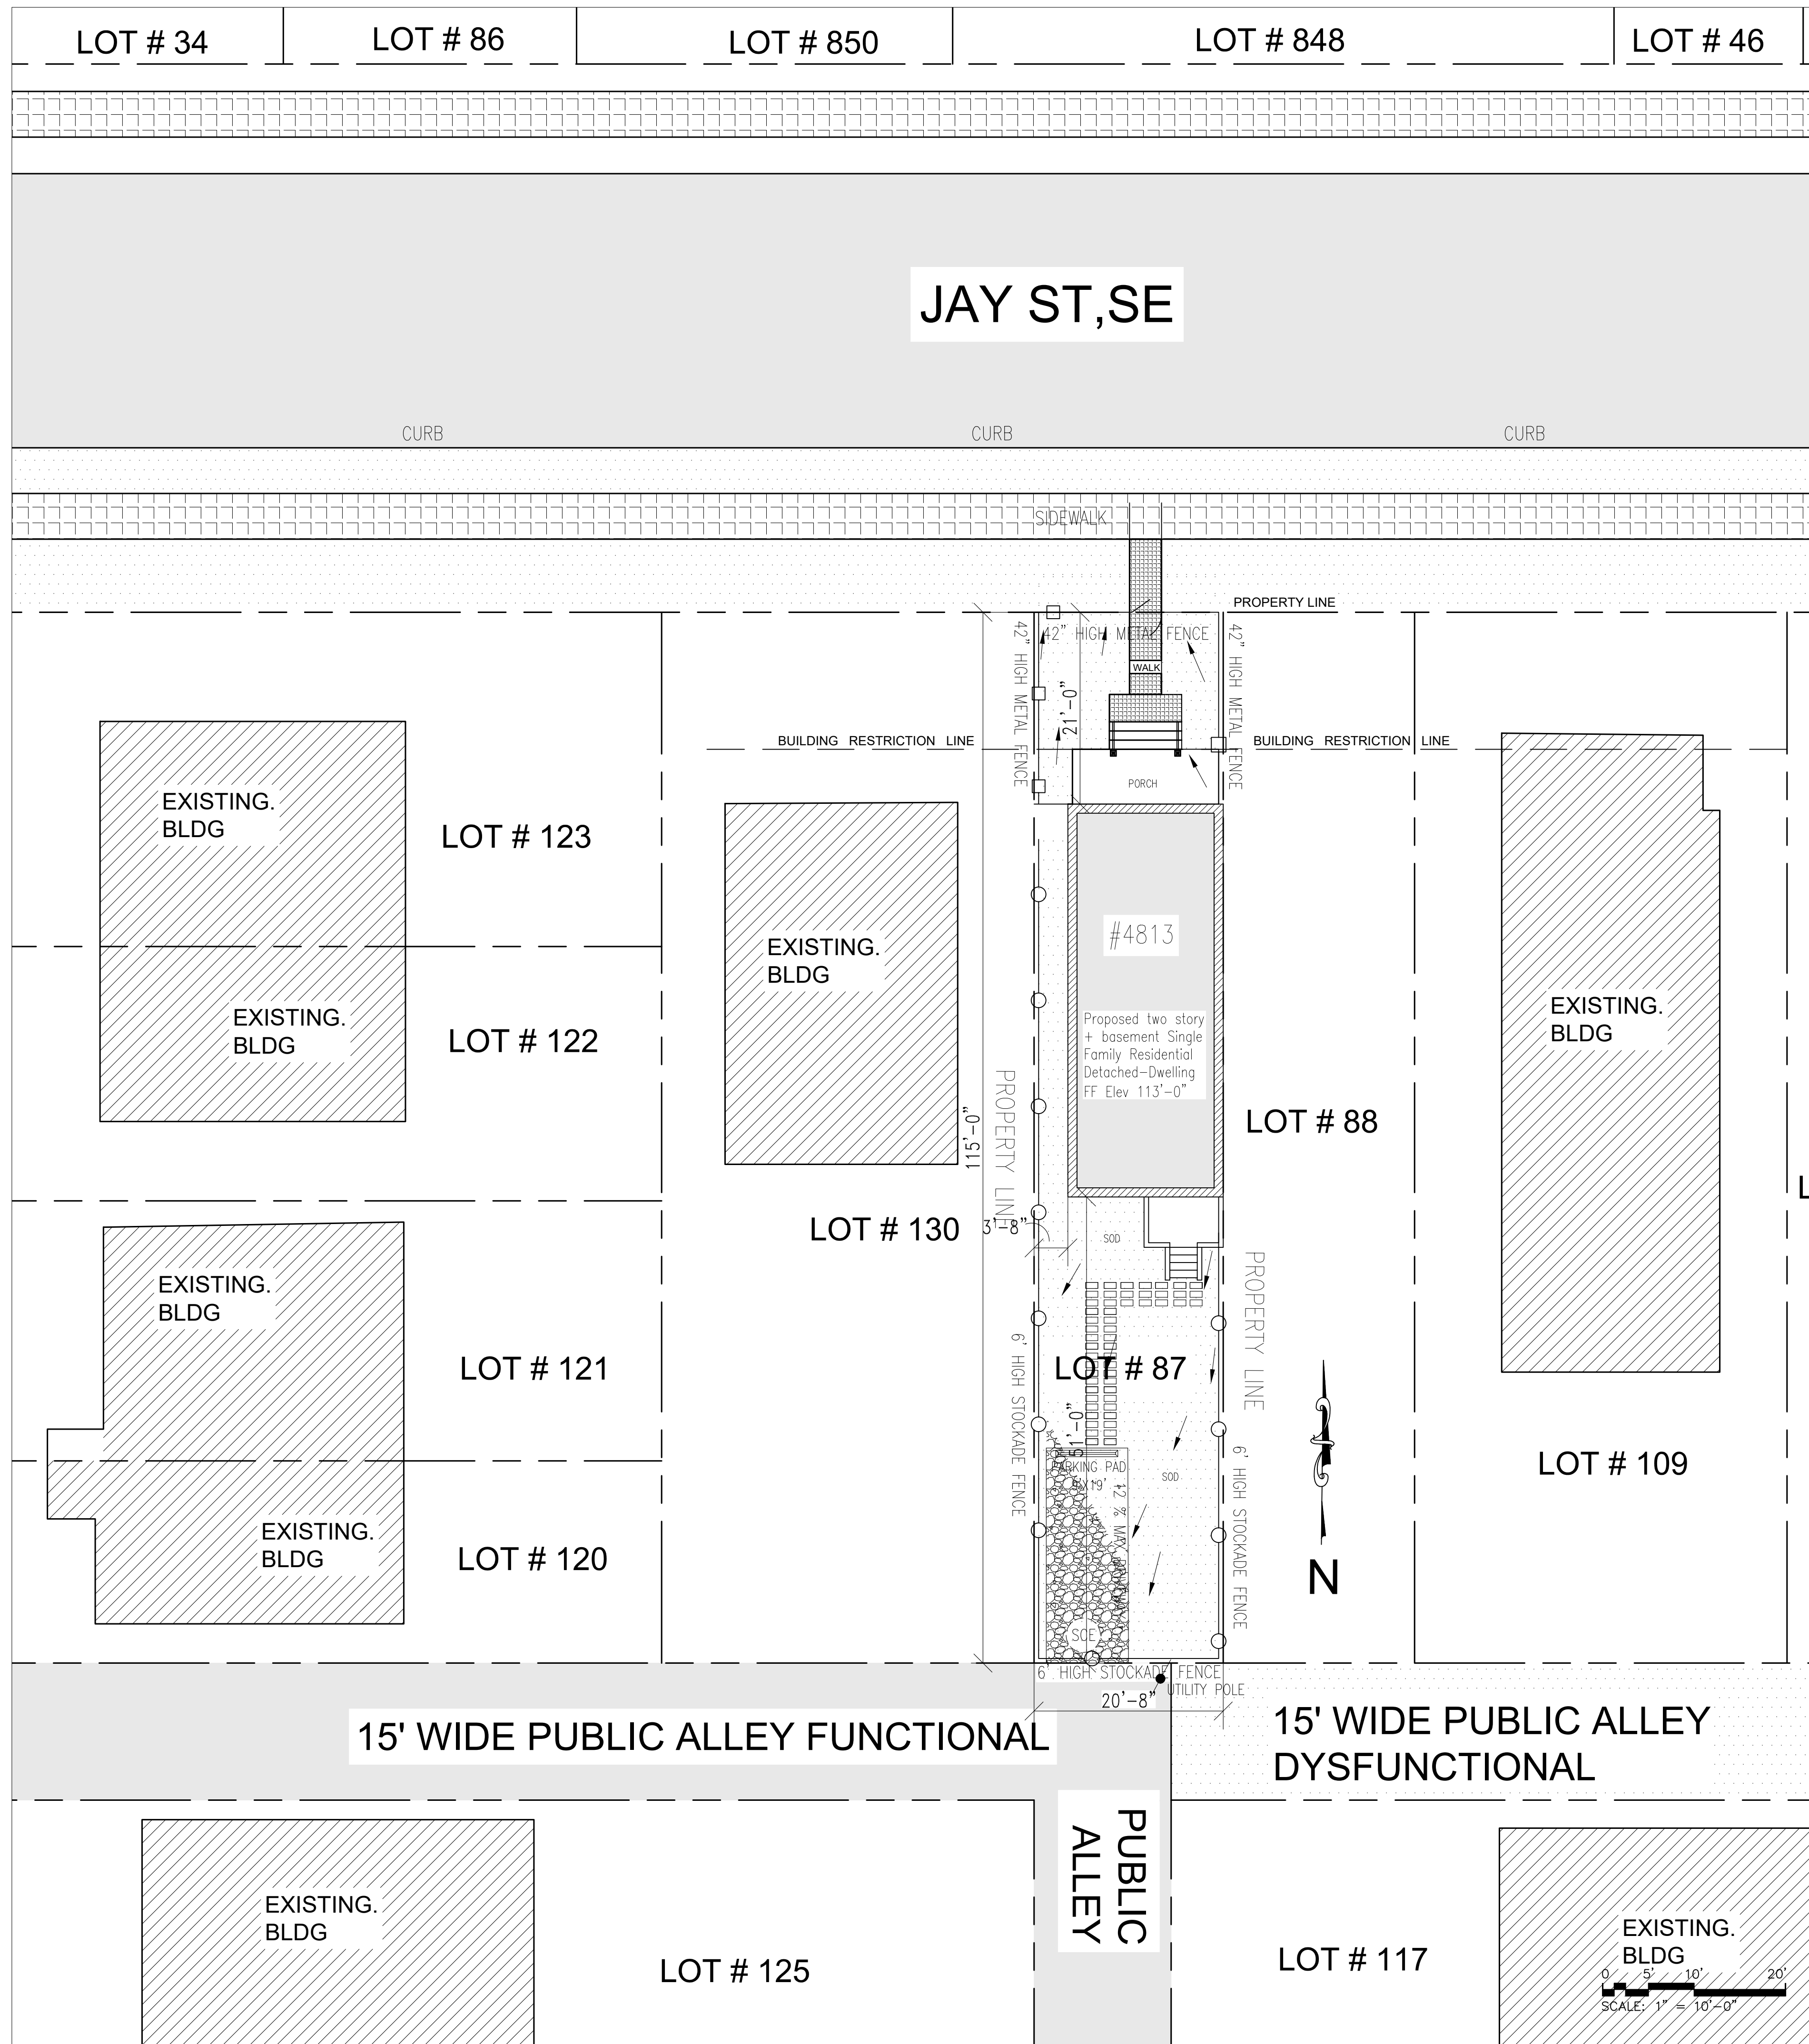 LOT # 34
LOT # 86
LOT # 850
LOT # 848
LOT # 46
JAY ST,SE
CURB
CURB
CURB
SIDEWALK
PROPERTY LINE
42" HIGH METAL FENCE
42" HIGH METAL FENCE
42" HIGH METAL FENCE
WALK
21'-0"
BUILDING RESTRICTION LINE
BUILDING RESTRICTION LINE
PORCH
EXISTING.
BLDG
LOT # 123
EXISTING.
BLDG
#4813
EXISTING.
BLDG
LOT # 122
EXISTING.
BLDG
Proposed two story
+ basement Single
Family Residential
Detached-Dwelling
FF Elev 113'-0"
PROPERTY LINE
115'-0"
LOT # 88
L
LOT # 130
3'-8"
SOD
EXISTING.
BLDG
PROPERTY LINE
LOT # 121
6' HIGH STOCKADE FENCE
LOT # 87
51'-0"
PARKING PAD
9'X19'
SOD
12 % MAX
6' HIGH STOCKADE FENCE
LOT # 109
EXISTING.
BLDG
LOT # 120
N
SCE
6' HIGH STOCKADE FENCE
UTILITY POLE
20'-8"
15' WIDE PUBLIC ALLEY FUNCTIONAL
15' WIDE PUBLIC ALLEY
DYSFUNCTIONAL
PUBLIC
ALLEY
EXISTING.
BLDG
LOT # 125
LOT # 117
EXISTING.
BLDG
0 5' 10' 20'
SCALE: 1" = 10'-0"